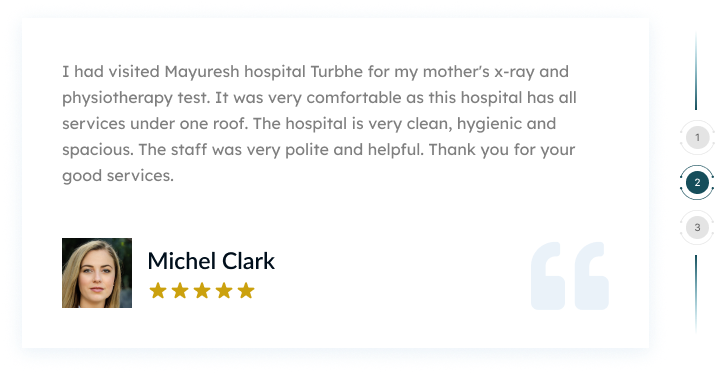 I had visited Mayuresh hospital Turbhe for my mother's x-ray and
physiotherapy test. It was very comfortable as this hospital has all
services under one roof. The hospital is very clean, hygienic and
spacious. The staff was very polite and helpful. Thank you for your
good services.
Michel Clark
1
2
3